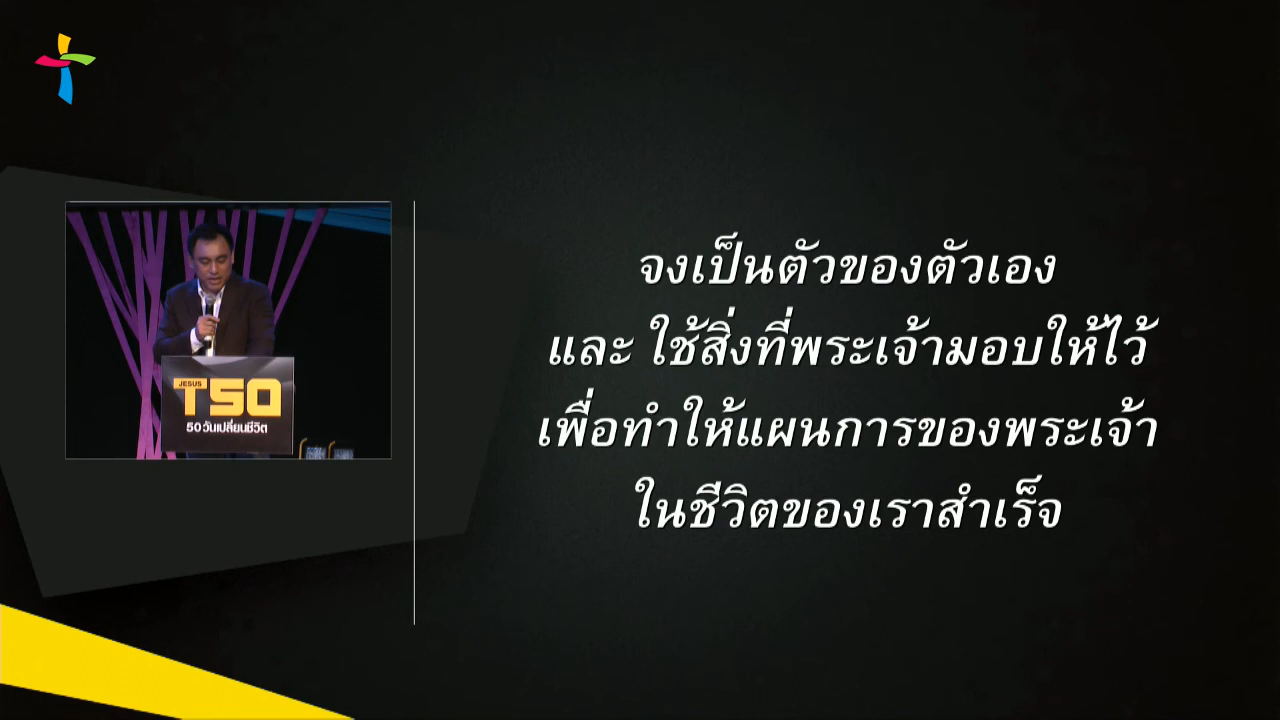 JESUS
T50
50 วันเปลี่ยนชีวิต
จงเป็นตัวของตัวเอง
และ ใช้สิ่งที่พระเจ้ามอบให้ไว้
เพื่อทำให้แผนการของพระเจ้า
ในชีวิตของเราสำเร็จ